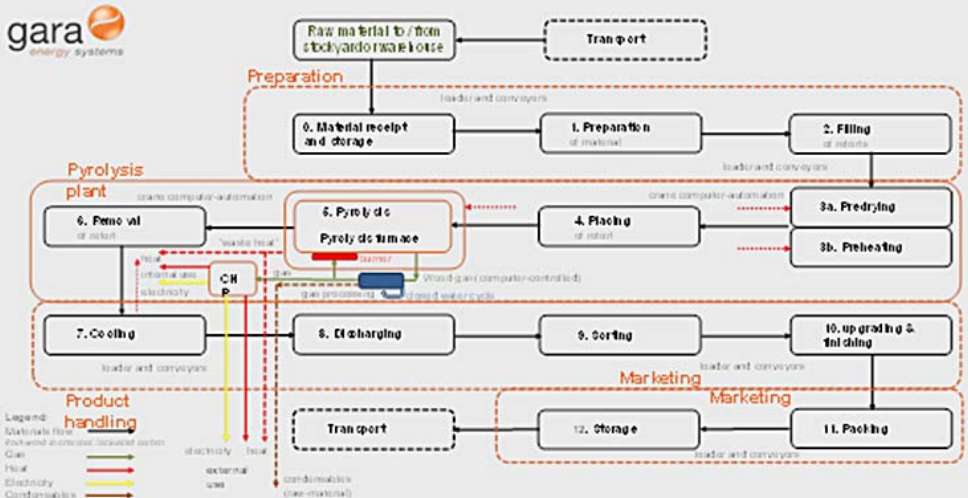 gara
energy systems
Raw material to / from
stockyard or warehouse
Transport
Preparation
loader and conveyors
0. Material receipt
and storage
1. Preparation
of material
2. Filling
of retorts
loader and conveyors
Pyrolysis
plant
crane computer-automation
crane computer-automation
6. Removal
of retort
5. Pyrolysis
Pyrolysis furnace
4. Placing
of retort
3a. Predrying
3b. Preheating
"waste heat"
burner
heat
internal use
electricity
CH
P
gas
gas processing
Wood-gas (computer-controlled)
closed water cycle
7. Cooling
8. Discharging
9. Sorting
10. upgrading &
finishing
loader and conveyors
loader and conveyors
Marketing
Product
handling
Marketing
Transport
12. Storage
11. Packing
loader and conveyors
Legend:
Materials flow
Gas
Heat
Electricity
Condensables
electricity
heat
external
use
condensables
(raw-material)